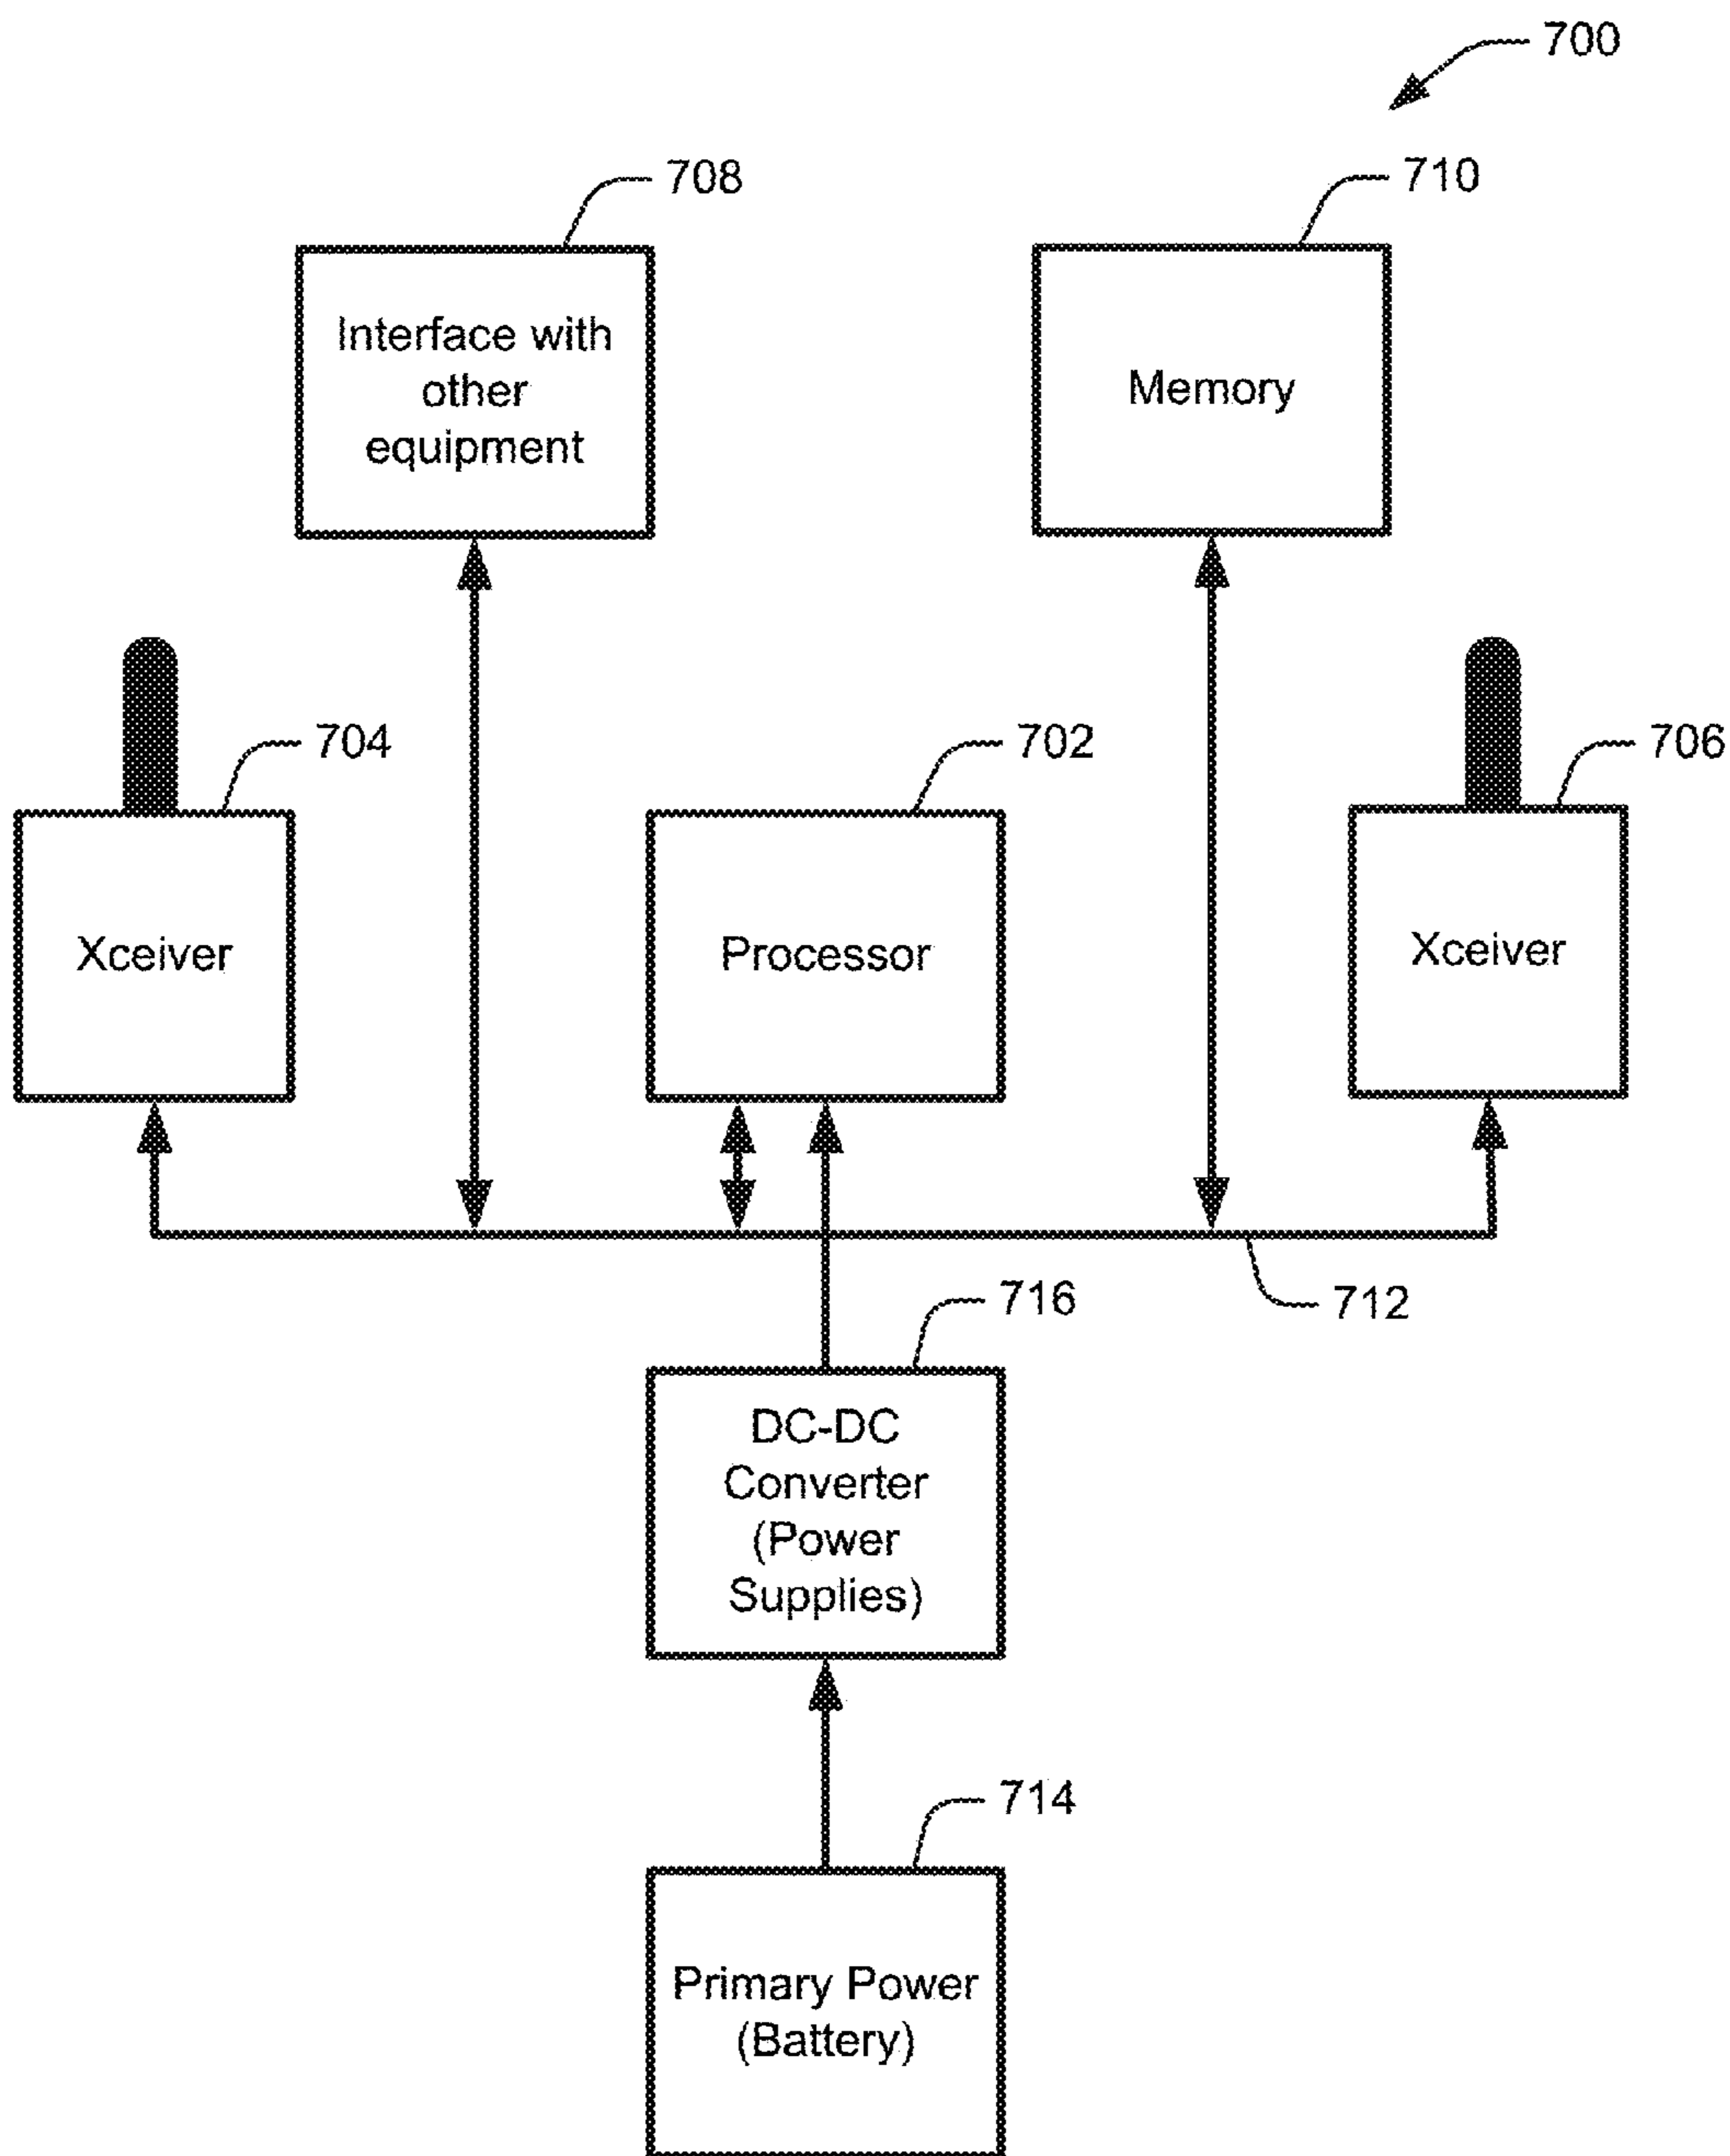 700
708
710
Interface with
other
equipment
Memory
704
702
706
Xceiver
Processor
Xceiver
716
712
DC-DC
Converter
(Power
Supplies)
714
Primary Power
(Battery)